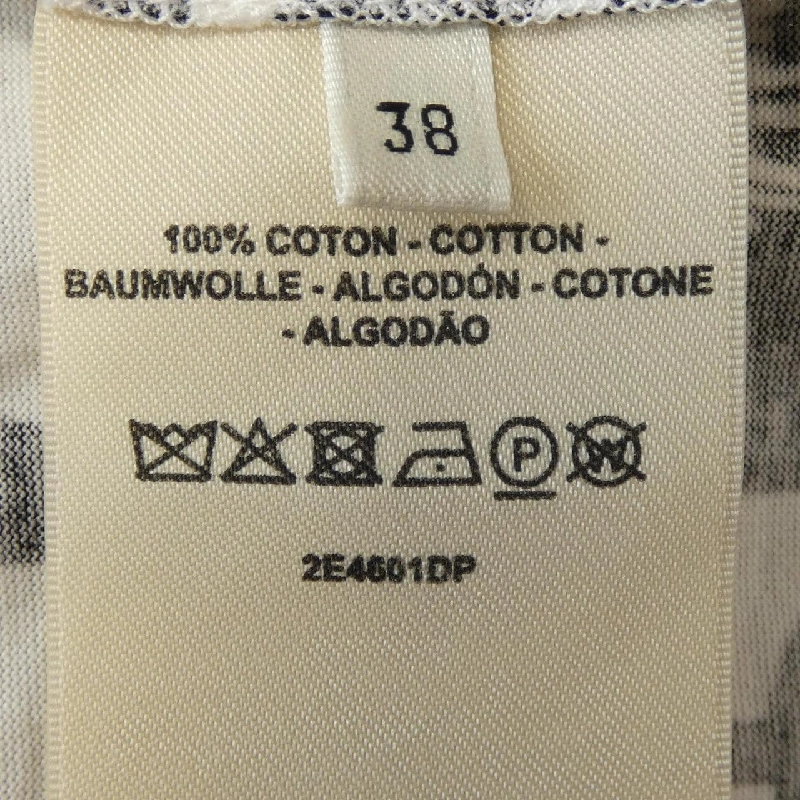 38
100% COTON - COTTON -
BAUMWOLLE - ALGODÓN - COTONE
- ALGODÃO
P W
2E4601DP